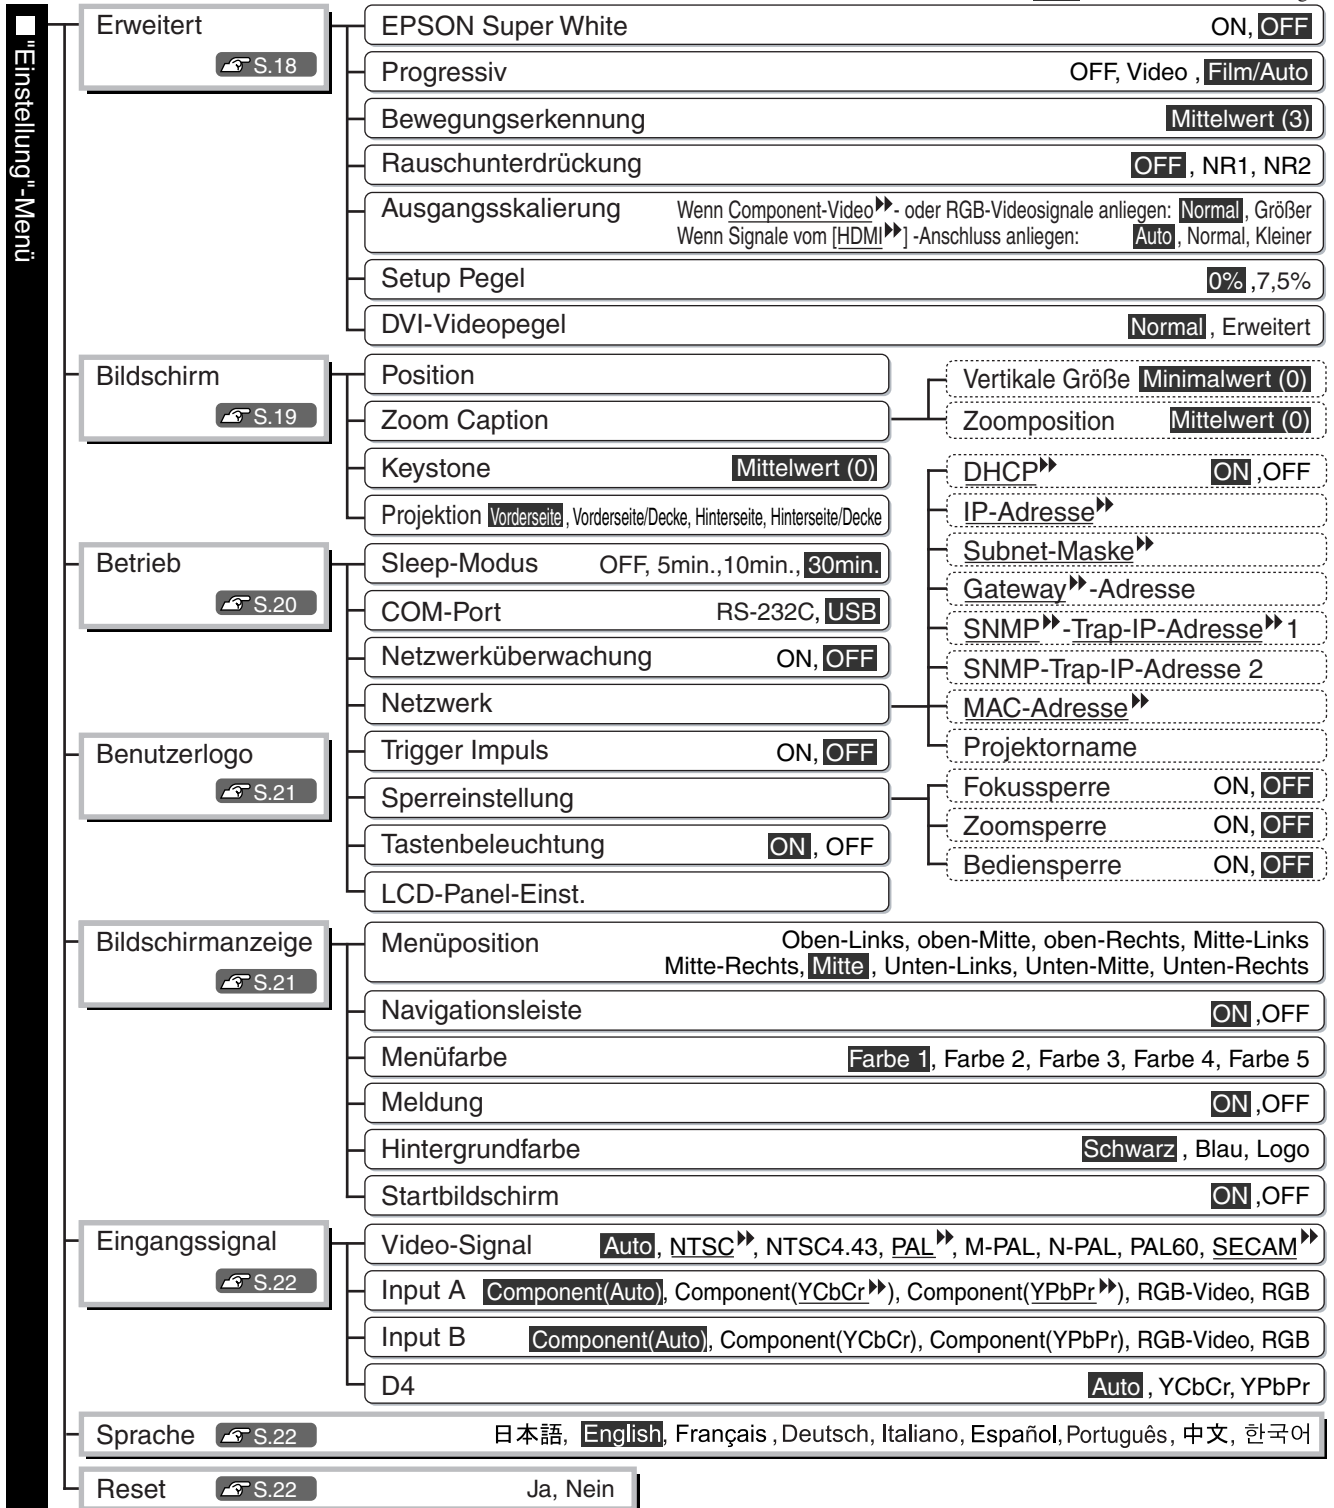 "Einstellung"-Menü
Erweitert
S.18
EPSON Super White ON, OFF
Progressiv OFF, Video , Film/Auto
Bewegungserkennung Mittelwert (3)
Rauschunterdrückung OFF , NR1, NR2
Ausgangsskalierung Wenn Component-Video- oder RGB-Videosignale anliegen: Normal , Größer
Wenn Signale vom [HDMI] -Anschluss anliegen: Auto , Normal, Kleiner
Setup Pegel 0% ,7,5%
DVI-Videopegel Normal , Erweitert
Bildschirm
S.19
Position
Zoom Caption
Vertikale Größe Minimalwert (0)
Zoomposition Mittelwert (0)
Keystone Mittelwert (0)
Projektion Vorderseite , Vorderseite/Decke, Hinterseite, Hinterseite/Decke
Betrieb
S.20
Sleep-Modus OFF, 5min.,10min., 30min.
COM-Port RS-232C, USB
Netzwerküberwachung ON, OFF
Netzwerk
DHCP ON ,OFF
IP-Adresse
Subnet-Maske
Gateway -Adresse
SNMP -Trap-IP-Adresse 1
SNMP-Trap-IP-Adresse 2
MAC-Adresse
Projektorname
Trigger Impuls ON, OFF
Sperreinstellung
Fokussperre ON, OFF
Zoomsperre ON, OFF
Bediensperre ON, OFF
Tastenbeleuchtung ON , OFF
LCD-Panel-Einst.
Benutzerlogo
S.21
Bildschirmanzeige
S.21
Menüposition Oben-Links, oben-Mitte, oben-Rechts, Mitte-Links
Mitte-Rechts, Mitte , Unten-Links, Unten-Mitte, Unten-Rechts
Navigationsleiste ON ,OFF
Menüfarbe Farbe 1, Farbe 2, Farbe 3, Farbe 4, Farbe 5
Meldung ON ,OFF
Hintergrundfarbe Schwarz , Blau, Logo
Startbildschirm ON ,OFF
Eingangssignal
S.22
Video-Signal Auto, NTSC, NTSC4.43, PAL, M-PAL, N-PAL, PAL60, SECAM
Input A Component(Auto), Component(YCbCr), Component(YPbPr), RGB-Video, RGB
Input B Component(Auto), Component(YCbCr), Component(YPbPr), RGB-Video, RGB
D4 Auto , YCbCr, YPbPr
Sprache S.22 日本語, English, Français , Deutsch, Italiano, Español, Português, 中文, 한국어
Reset S.22 Ja, Nein